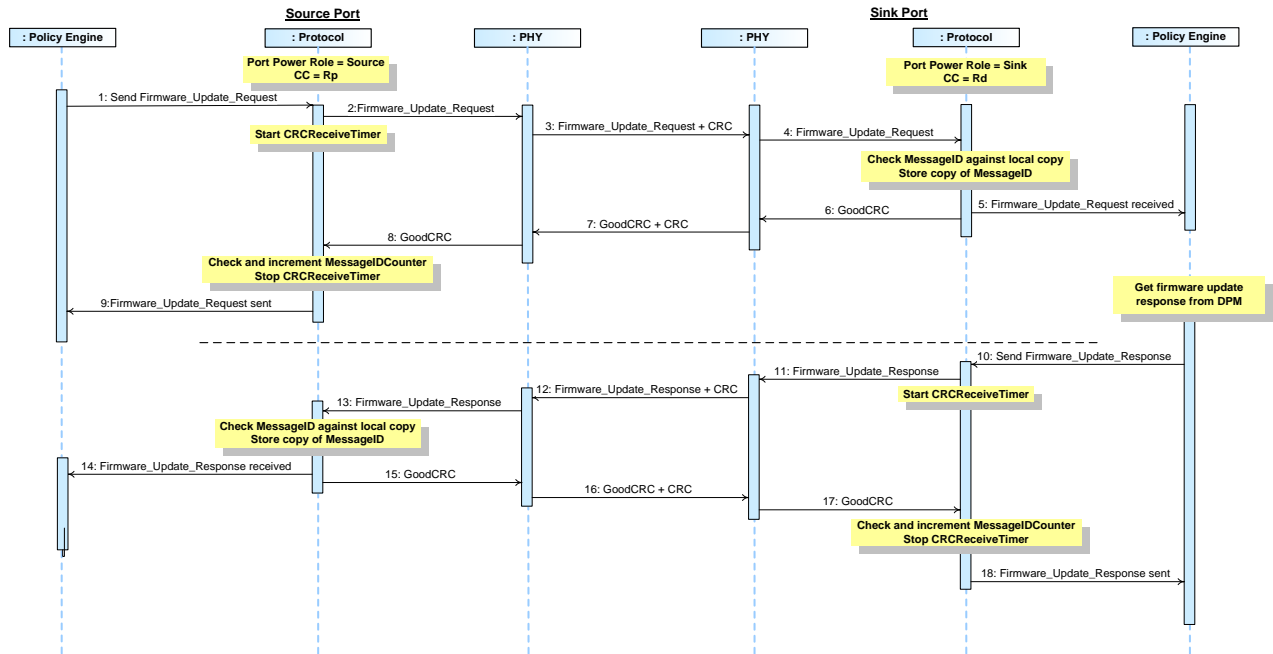 Source Port
Sink Port
: Policy Engine
: Protocol
: PHY
: PHY
: Protocol
: Policy Engine
Port Power Role = Source
CC = Rp
Port Power Role = Sink
CC = Rd
1: Send Firmware_Update_Request
2:Firmware_Update_Request
Start CRCReceiveTimer
3: Firmware_Update_Request + CRC
4: Firmware_Update_Request
Check MessageID against local copy
Store copy of MessageID
5: Firmware_Update_Request received
6: GoodCRC
7: GoodCRC + CRC
8: GoodCRC
Check and increment MessageIDCounter
Stop CRCReceiveTimer
9:Firmware_Update_Request sent
Get firmware update
response from DPM
10: Send Firmware_Update_Response
11: Firmware_Update_Response
Start CRCReceiveTimer
12: Firmware_Update_Response + CRC
13: Firmware_Update_Response
Check MessageID against local copy
Store copy of MessageID
14: Firmware_Update_Response received
15: GoodCRC
16: GoodCRC + CRC
17: GoodCRC
Check and increment MessageIDCounter
Stop CRCReceiveTimer
18: Firmware_Update_Response sent